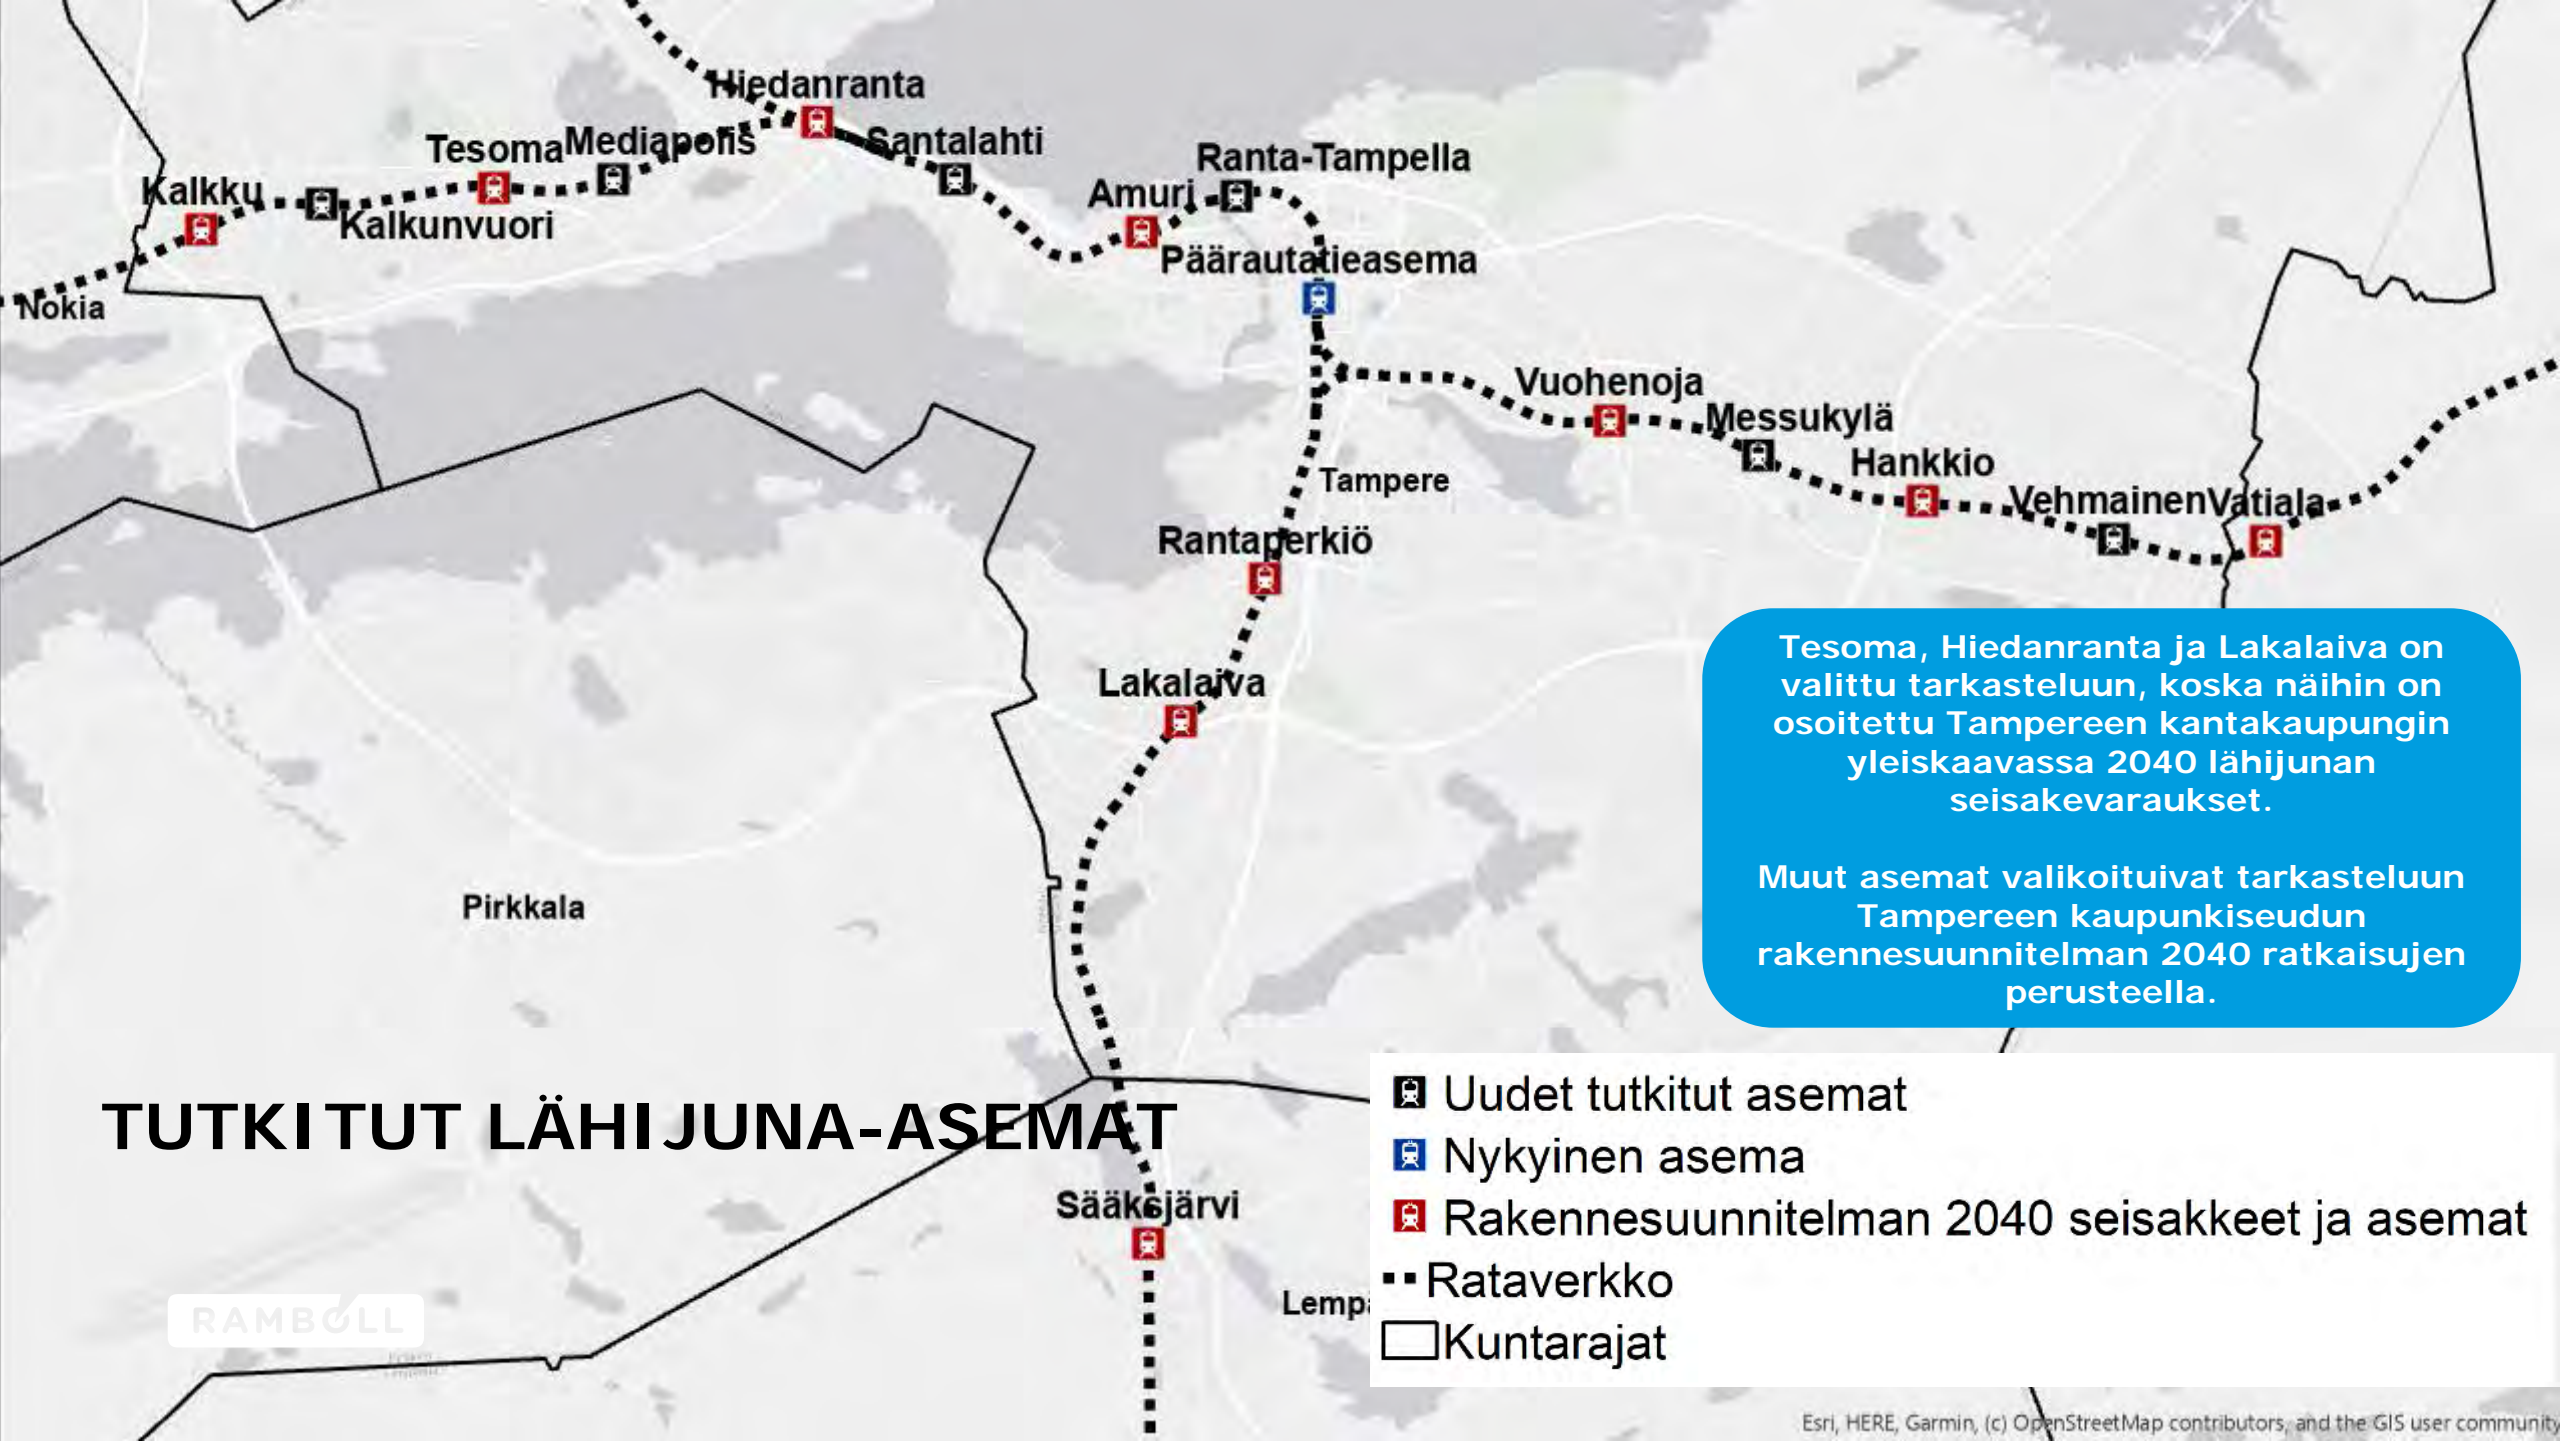 Hiedanranta
Santalahti
Tesoma
Mediapolis
Ranta-Tampella
Kalkku
Amuri
Kalkunvuori
Päärautatieasema
Nokia
Vuohenoja
Messukylä
Hankkio
Tampere
Vehmainen
Vatiala
Rantaperkiö
Lakalaiva
Tesoma, Hiedanranta ja Lakalaiva on
valittu tarkasteluun, koska näihin on
osoitettu Tampereen kantakaupungin
yleiskaavassa 2040 lähijunan
seisakevaraukset.
Muut asemat valikoituivat tarkasteluun
Tampereen kaupunkiseudun
rakennesuunnitelman 2040 ratkaisujen
perusteella.
Pirkkala
TUTKITUT LÄHIJUNA-ASEMAT
Sääksjärvi
Lemp
RAMBOLL
Uudet tutkitut asemat
Nykyinen asema
Rakennesuunnitelman 2040 seisakkeet ja asemat
Rataverkko
Kuntarajat
Esri, HERE, Garmin, (c) OpenStreetMap contributors, and the GIS user community